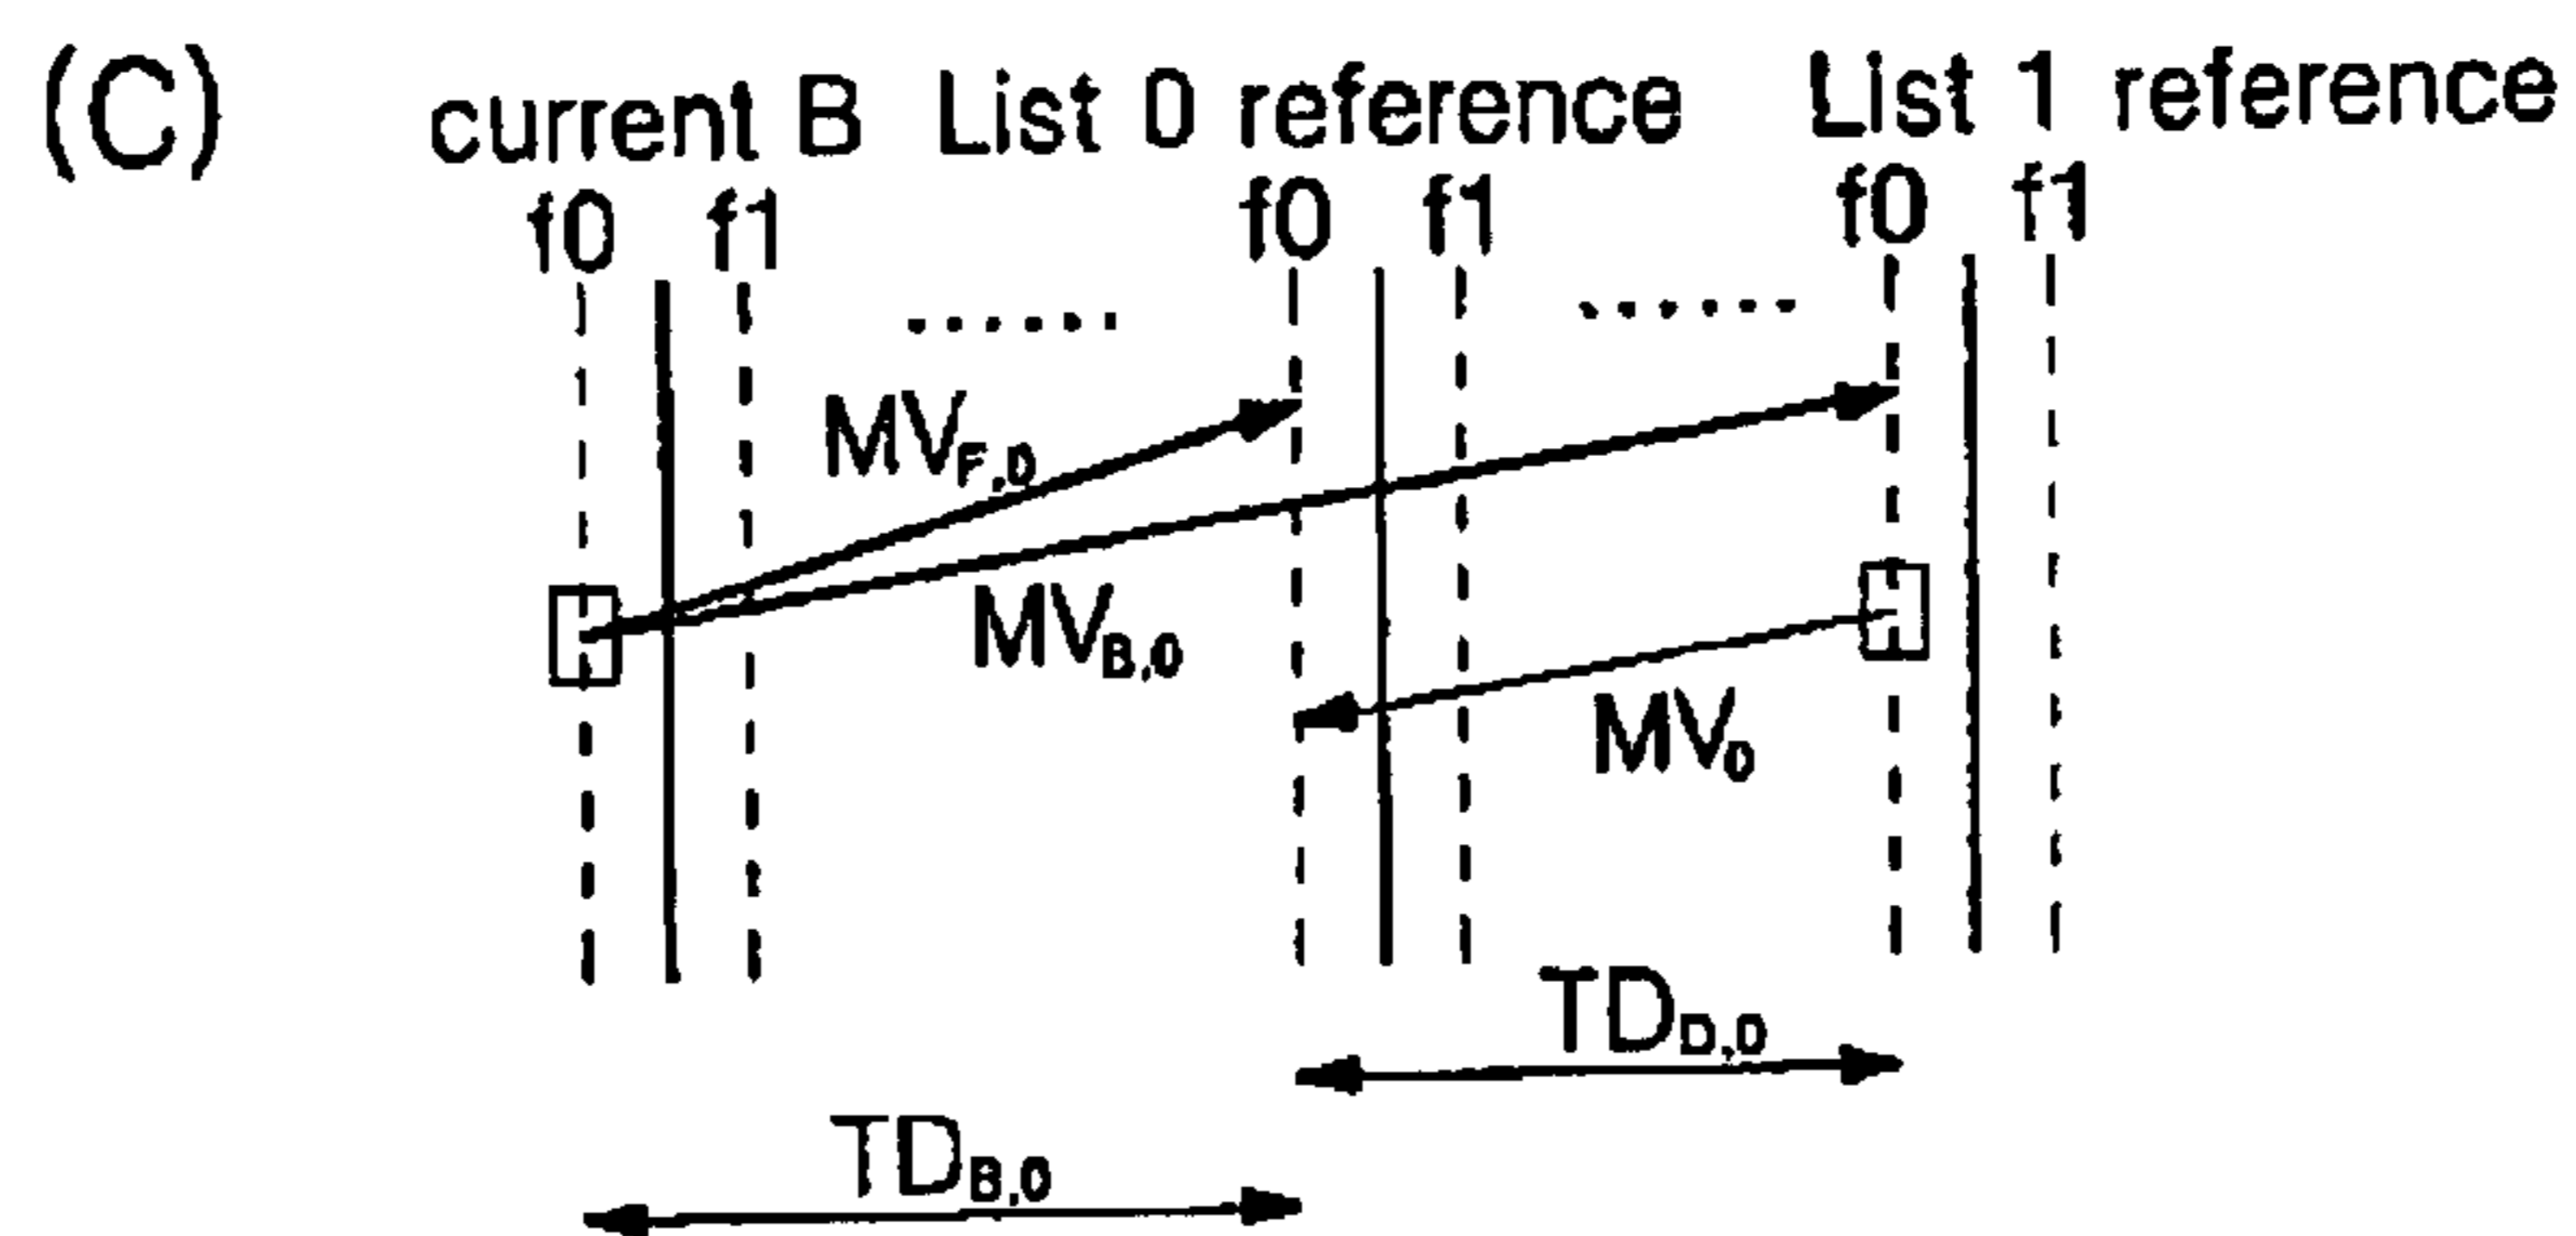 (C) current B List 0 reference List 1 reference
f0 f1 f0 f1 f0 f1
......
......
MVF,0
MVB,0
MV0
TDD,0
TDB,0